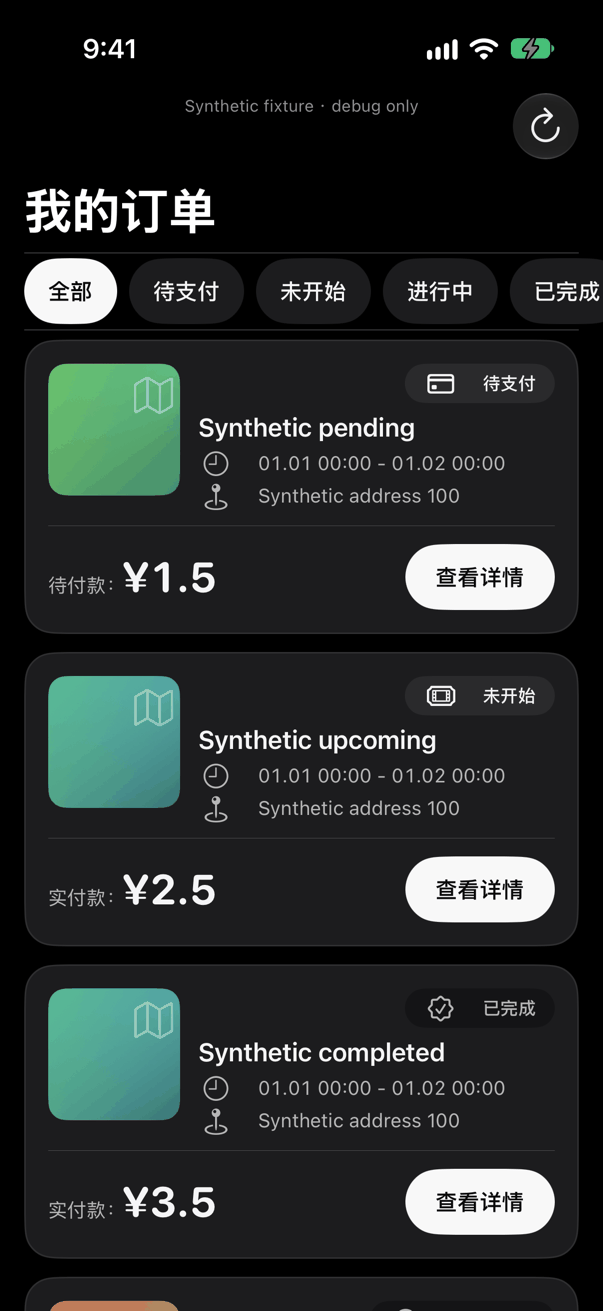 9:41
Synthetic fixture · debug only
我的订单
全部 待支付 未开始 进行中 已完成
待支付
Synthetic pending
01.01 00:00 - 01.02 00:00
Synthetic address 100
待付款: ¥1.5 查看详情
未开始
Synthetic upcoming
01.01 00:00 - 01.02 00:00
Synthetic address 100
实付款: ¥2.5 查看详情
已完成
Synthetic completed
01.01 00:00 - 01.02 00:00
Synthetic address 100
实付款: ¥3.5 查看详情